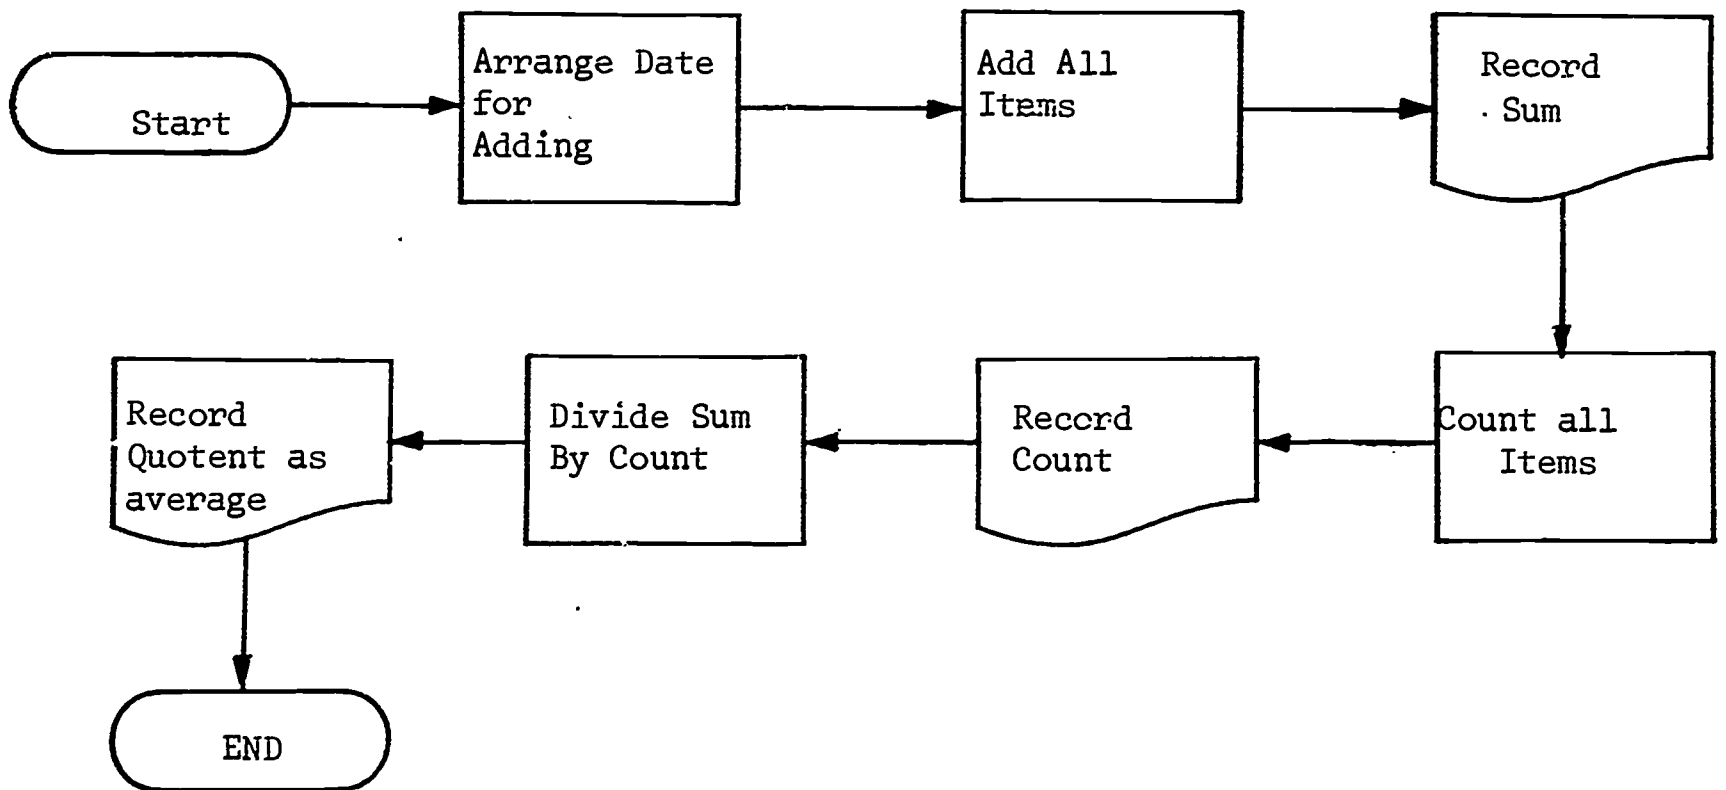 Start
Arrange Date
for
Adding
Add All
Items
Record
Sum
Count all
Items
Record
Count
Divide Sum
By Count
Record
Quotent as
average
END